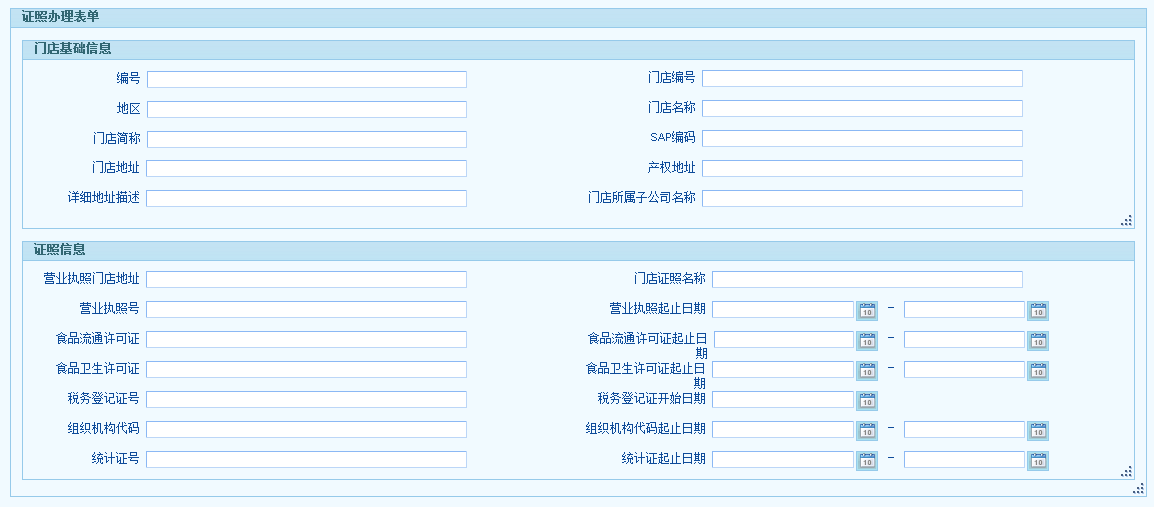 证照办理表单
门店基础信息
编号 门店编号
地区 门店名称
门店简称 SAP编码
门店地址 产权地址
详细地址描述 门店所属子公司名称
证照信息
营业执照门店地址 门店证照名称
营业执照号 营业执照起止日期 10 – 10
食品流通许可证 食品流通许可证起止日
期 10 – 10
食品卫生许可证 食品卫生许可证起止日
期 10 – 10
税务登记证号 税务登记证开始日期 10
组织机构代码 组织机构代码起止日期 10 – 10
统计证号 统计证起止日期 10 – 10